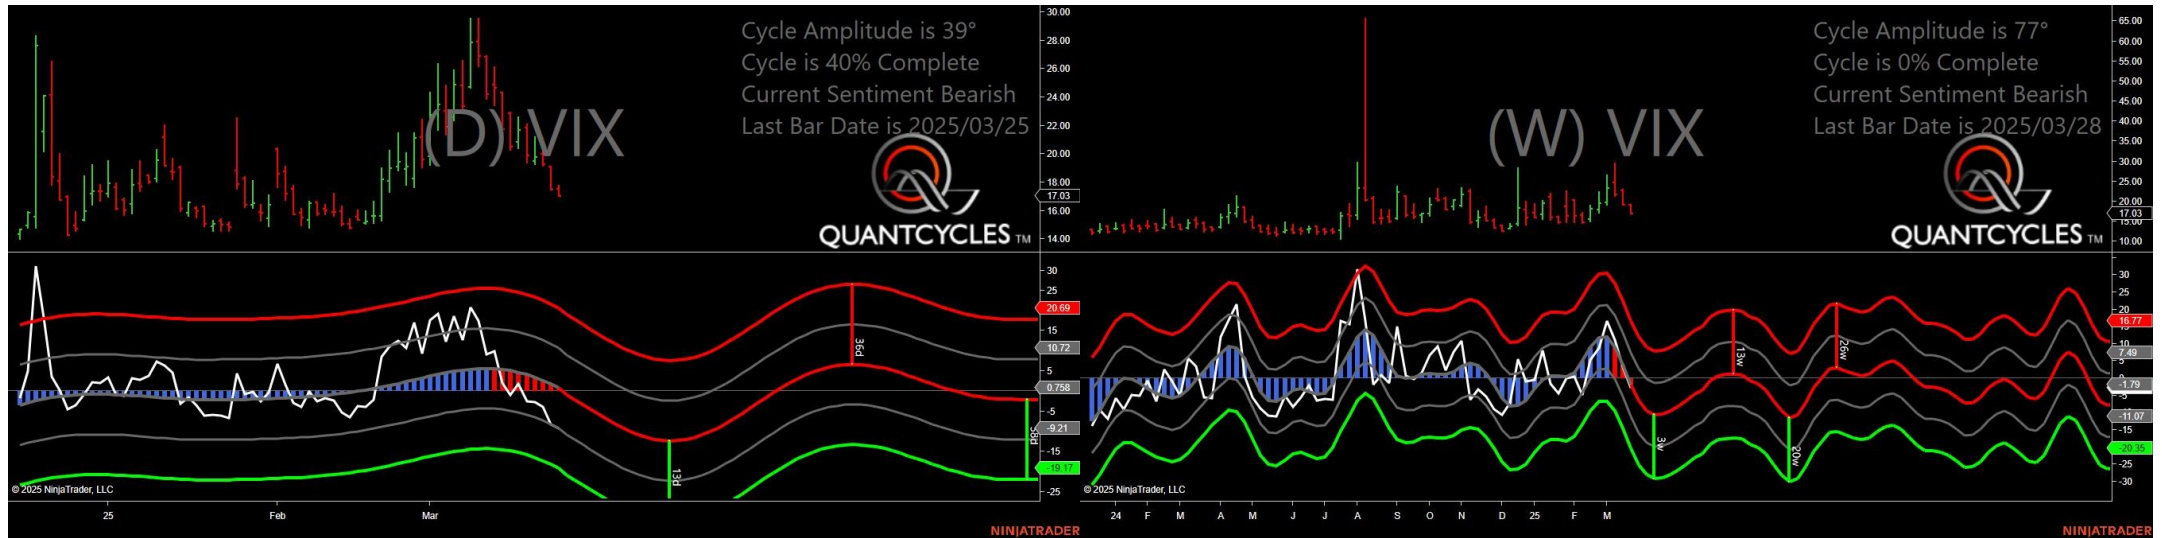 Cycle Amplitude is 39°
Cycle is 40% Complete
Current Sentiment Bearish
Last Bar Date is 2025/03/25
(D) VIX
QUANTCYCLES TM
30.00
28.00
26.00
24.00
22.00
20.00
18.00
17.03
16.00
14.00
30
25
20.69
15
10.72
5
0.758
-5
-9.21
-15
-19.17
-25
36d
13d
38d
© 2025 NinjaTrader, LLC
25 Feb Mar
NINJATRADER
Cycle Amplitude is 77°
Cycle is 0% Complete
Current Sentiment Bearish
Last Bar Date is 2025/03/28
(W) VIX
QUANTCYCLES TM
65.00
60.00
55.00
50.00
45.00
40.00
35.00
30.00
25.00
20.00
17.03
15.00
10.00
30
25
20
16.77
10
7.49
0
-1.79
-5
-11.07
-15
-20.35
-25
-30
13w
26w
3w
20w
© 2025 NinjaTrader, LLC
24 F M A M J J A S O N D 25 F M
NINJATRADER